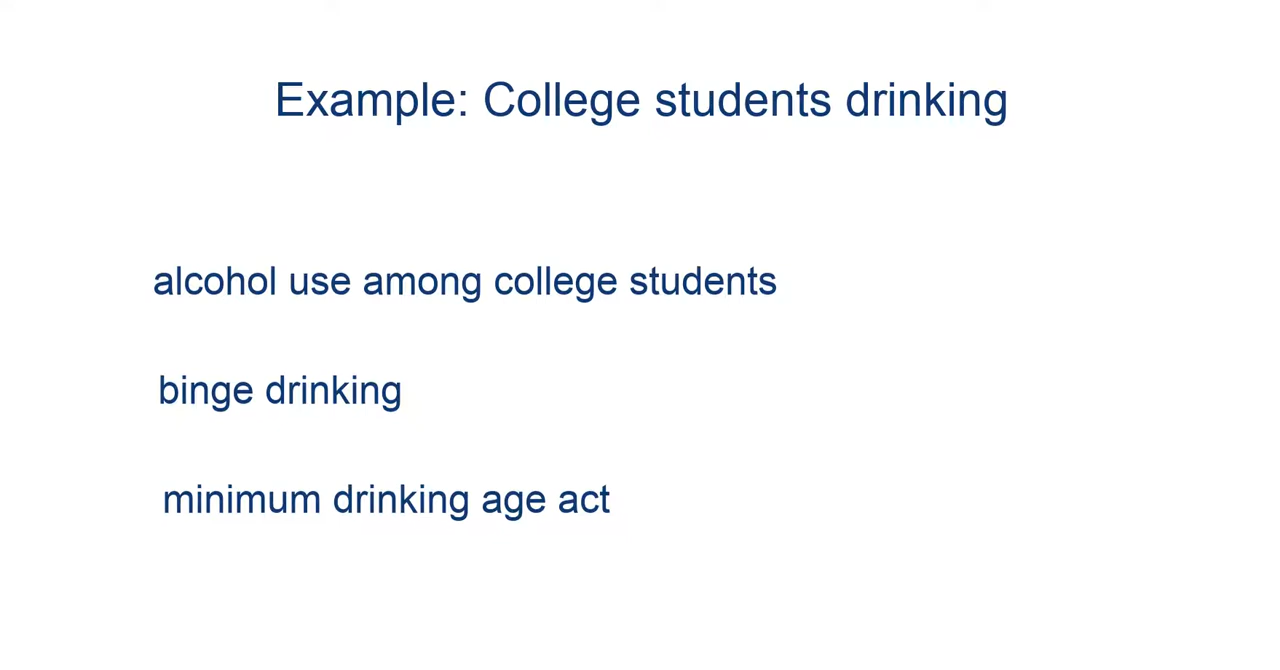 Example: College students drinking
alcohol use among college students
binge drinking
minimum drinking age act